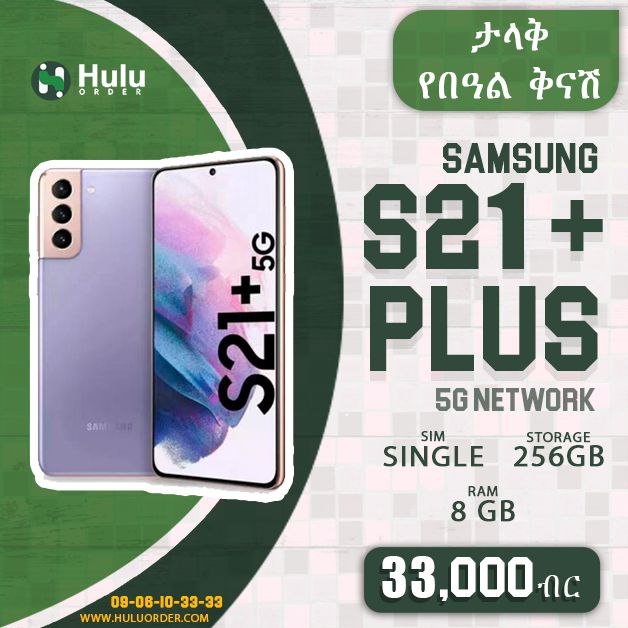 Hulu
ORDER
ታላቅ
የበዓል ቅናሽ
SAMSUNG
S21+
PLUS
5G NETWORK
SIM
SINGLE
STORAGE
256GB
RAM
8 GB
33,000ብር
S21+ 5G
SAMSUNG
09-06-10-33-33
WWW.HULUORDER.COM